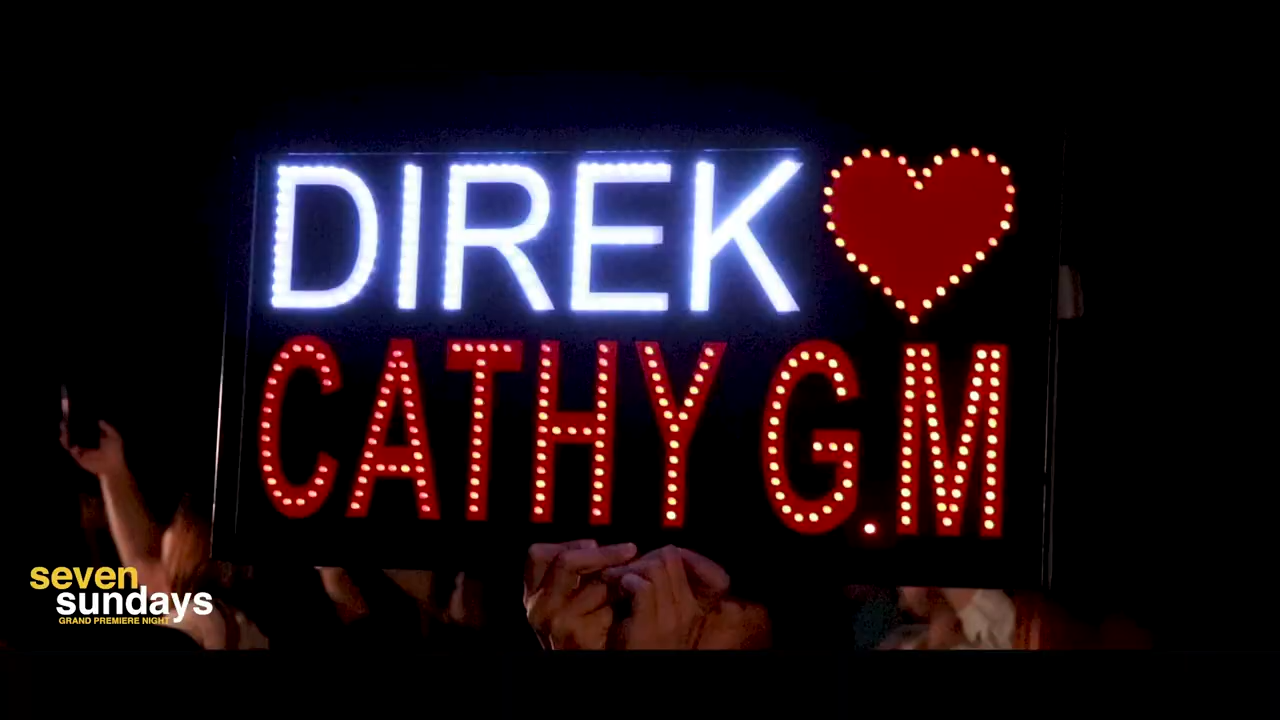 DIREK
CATHY G.M
seven
sundays
GRAND PREMIERE NIGHT